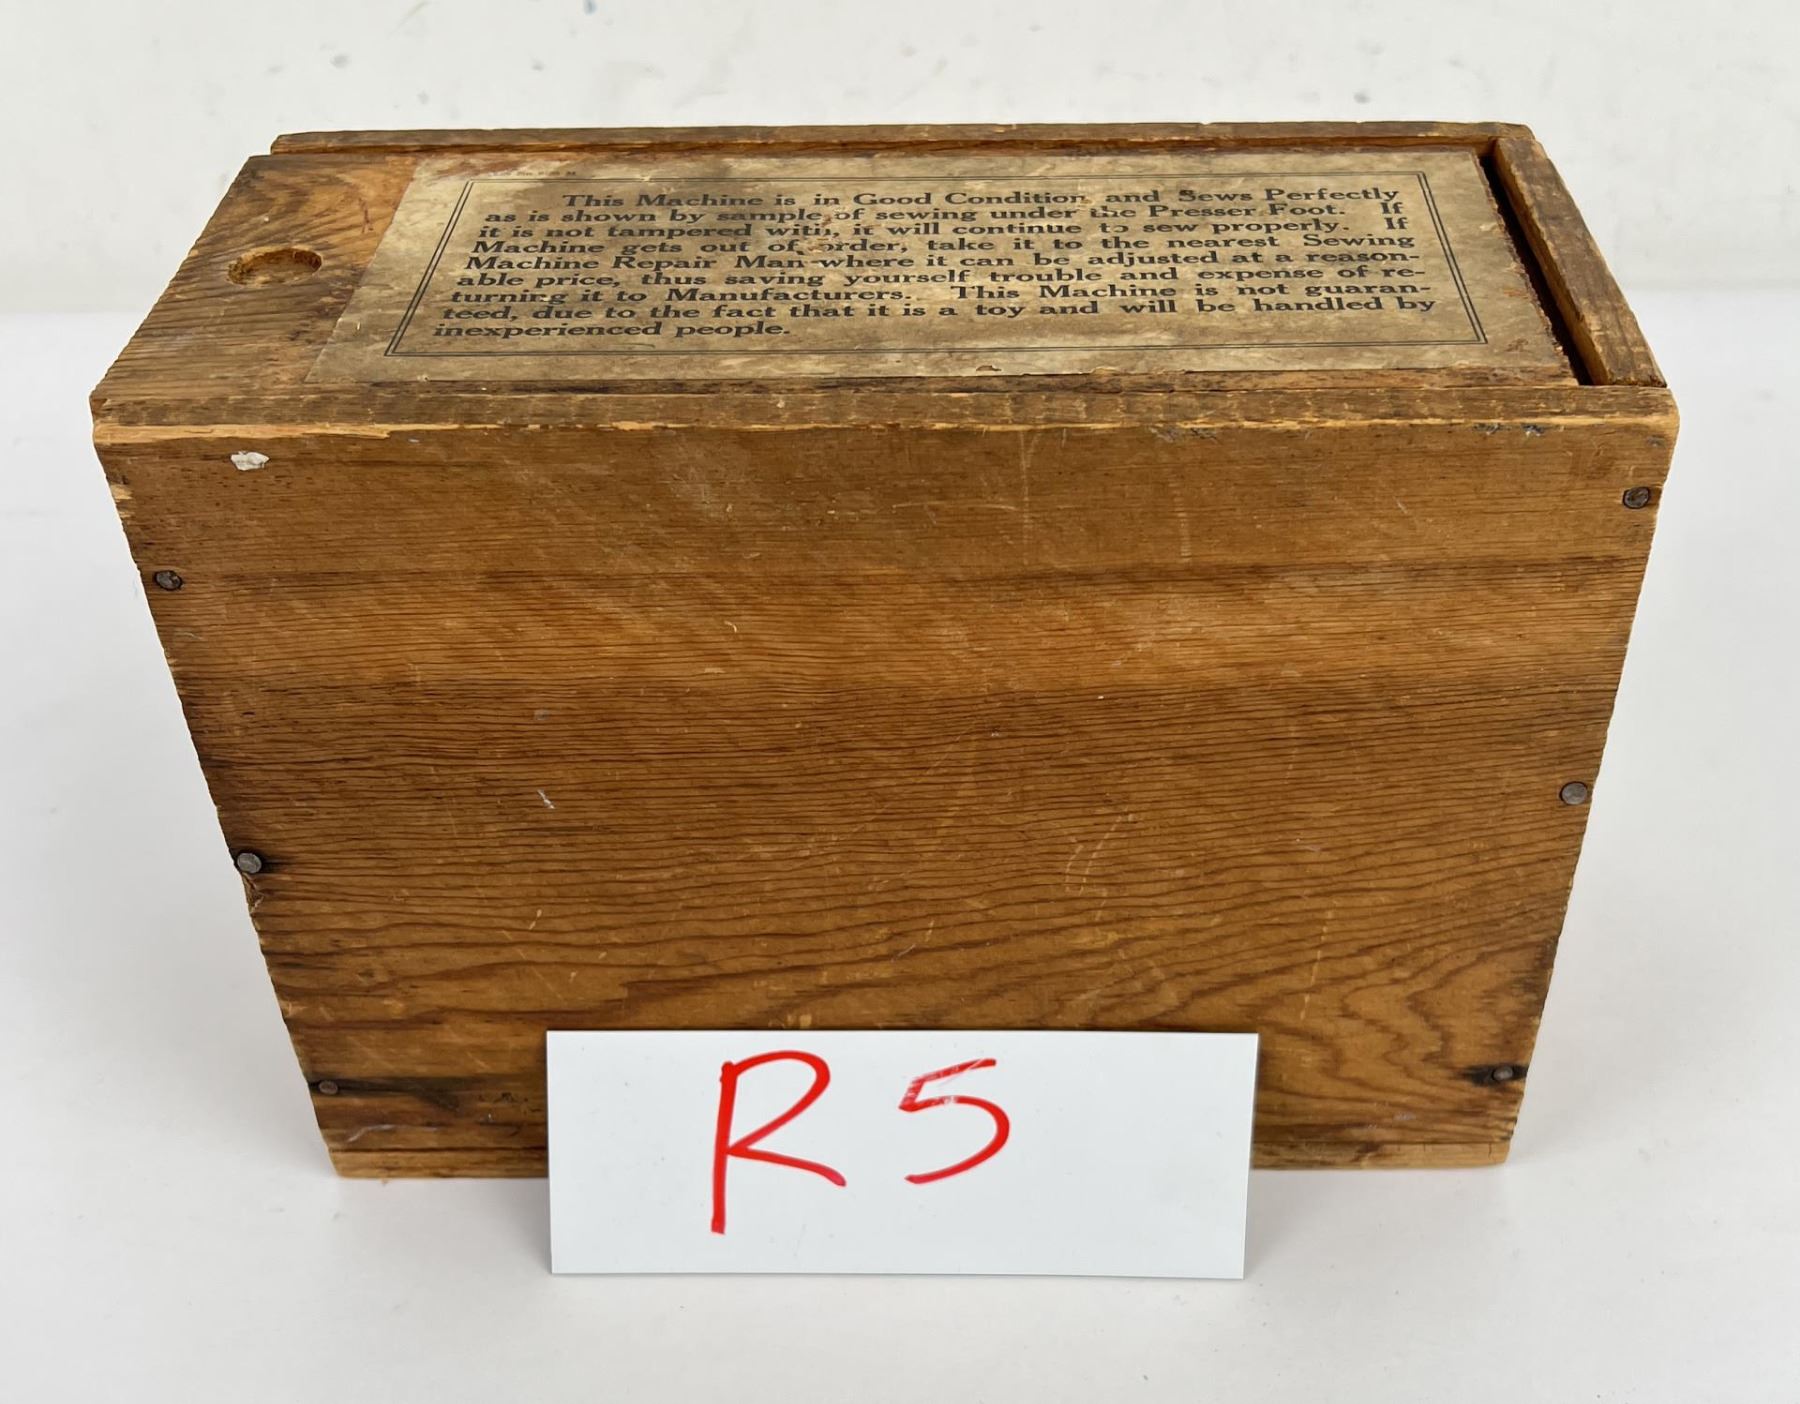 This Machine is in Good Condition and Sews Perfectly
as is shown by sample of sewing under the Presser Foot. If
it is not tampered with, it will continue to sew properly. If
Machine gets out of order, take it to the nearest Sewing
Machine Repair Man where it can be adjusted at a reason-
able price, thus saving yourself trouble and expense of re-
turning it to Manufacturers. This Machine is not guaran-
teed, due to the fact that it is a toy and will be handled by
inexperienced people.
R5